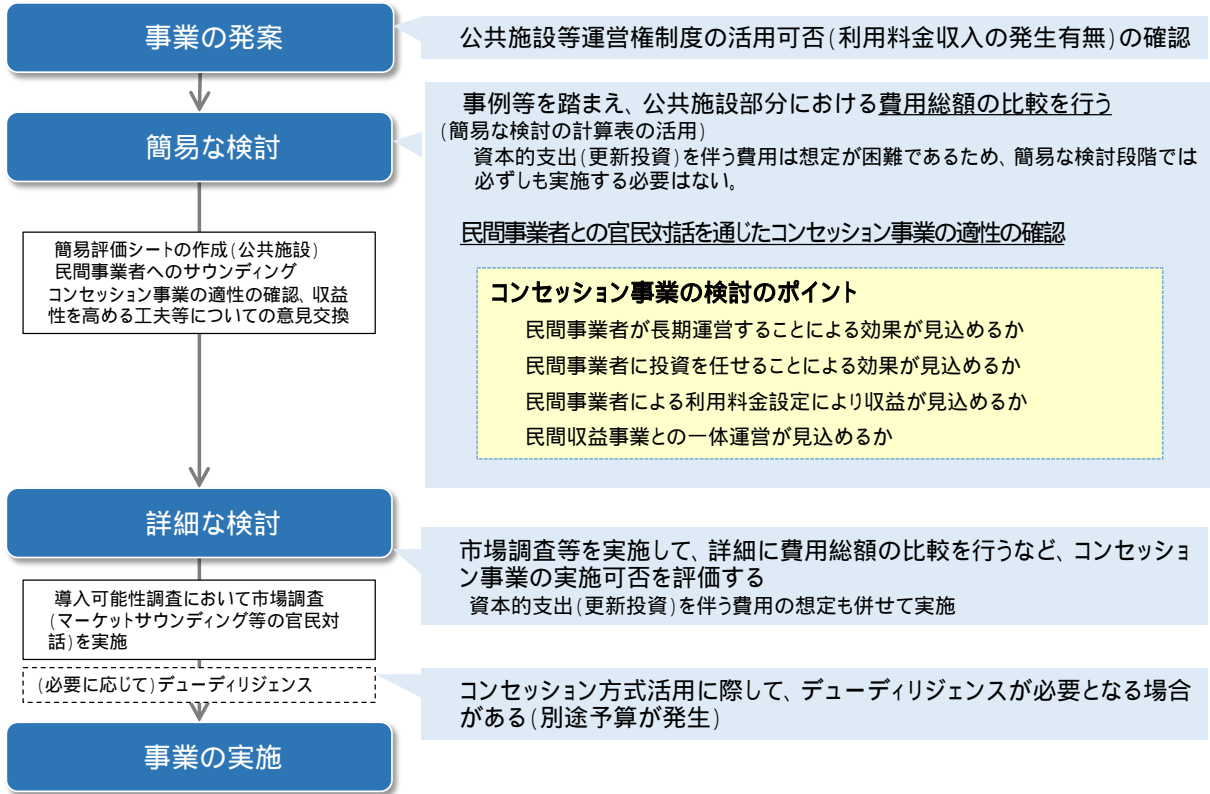 事業の発案
公共施設等運営権制度の活用可否(利用料金収入の発生有無)の確認
簡易な検討
事例等を踏まえ、公共施設部分における費用総額の比較を行う
(簡易な検討の計算表の活用)
資本的支出(更新投資)を伴う費用は想定が困難であるため、簡易な検討段階では
必ずしも実施する必要はない。
民間事業者との官民対話を通じたコンセッション事業の適性の確認
簡易評価シートの作成(公共施設)
民間事業者へのサウンディング
コンセッション事業の適性の確認、収益
性を高める工夫等についての意見交換
コンセッション事業の検討のポイント
民間事業者が長期運営することによる効果が見込めるか
民間事業者に投資を任せることによる効果が見込めるか
民間事業者による利用料金設定により収益が見込めるか
民間収益事業との一体運営が見込めるか
詳細な検討
市場調査等を実施して、詳細に費用総額の比較を行うなど、コンセッショ
ン事業の実施可否を評価する
資本的支出(更新投資)を伴う費用の想定も併せて実施
導入可能性調査において市場調査
(マーケットサウンディング等の官民対
話)を実施
(必要に応じて)デューディリジェンス
コンセッション方式活用に際して、デューディリジェンスが必要となる場合
がある(別途予算が発生)
事業の実施